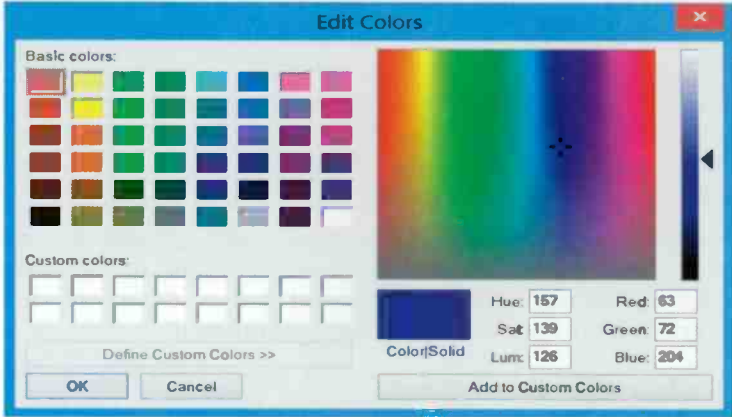 Edit Colors
Basic colors:
Custom colors:
Define Custom Colors >>
OK
Cancel
Color|Solid
Hue: 157
Sat: 139
Lum: 126
Red: 63
Green: 72
Blue: 204
Add to Custom Colors